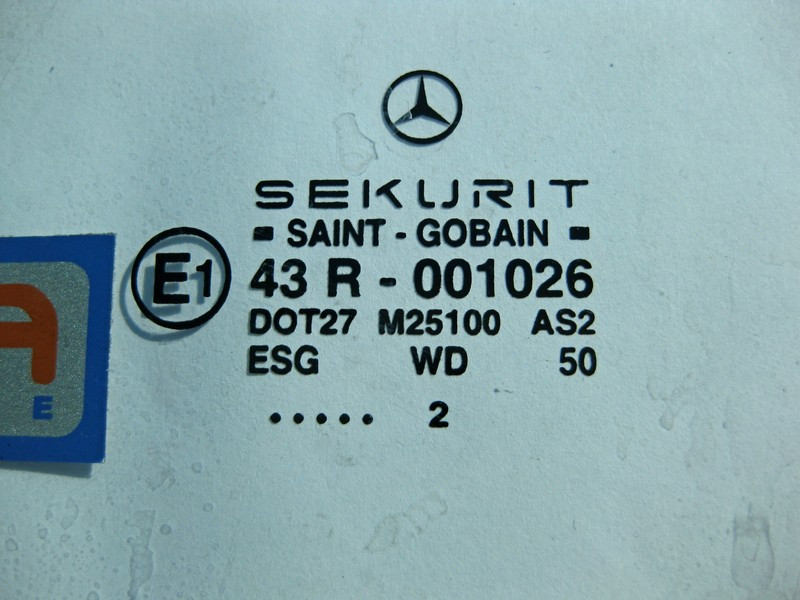 SEKURIT
- SAINT - GOBAIN -
E1 43 R - 001026
DOT27 M25100 AS2
ESG WD 50
..... 2
A
E